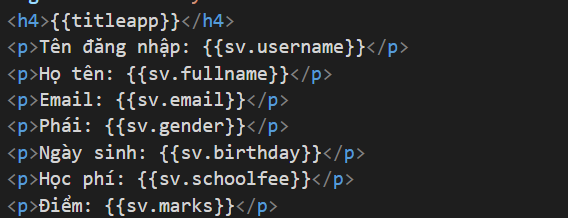 <h4>{{titleapp}}</h4>
<p>Tên đăng nhập: {{sv.username}}</p>
<p>Họ tên: {{sv.fullname}}</p>
<p>Email: {{sv.email}}</p>
<p>Phái: {{sv.gender}}</p>
<p>Ngày sinh: {{sv.birthday}}</p>
<p>Học phí: {{sv.schoolfee}}</p>
<p>Điểm: {{sv.marks}}</p>